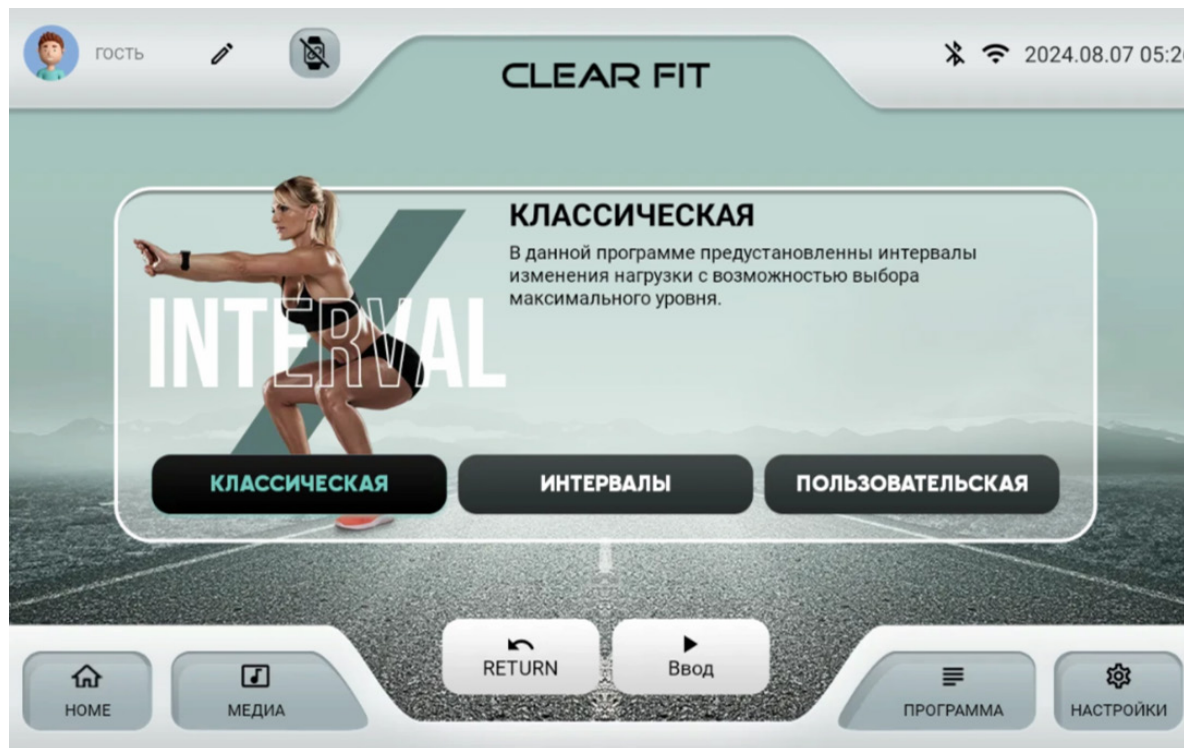 гость
CLEAR FIT
2024.08.07 05:20
КЛАССИЧЕСКАЯ
В данной программе предустановленны интервалы
изменения нагрузки с возможностью выбора
максимального уровня.
INTERVAL
КЛАССИЧЕСКАЯ
ИНТЕРВАЛЫ
ПОЛЬЗОВАТЕЛЬСКАЯ
RETURN
Ввод
HOME
МЕДИА
ПРОГРАММА
НАСТРОЙКИ